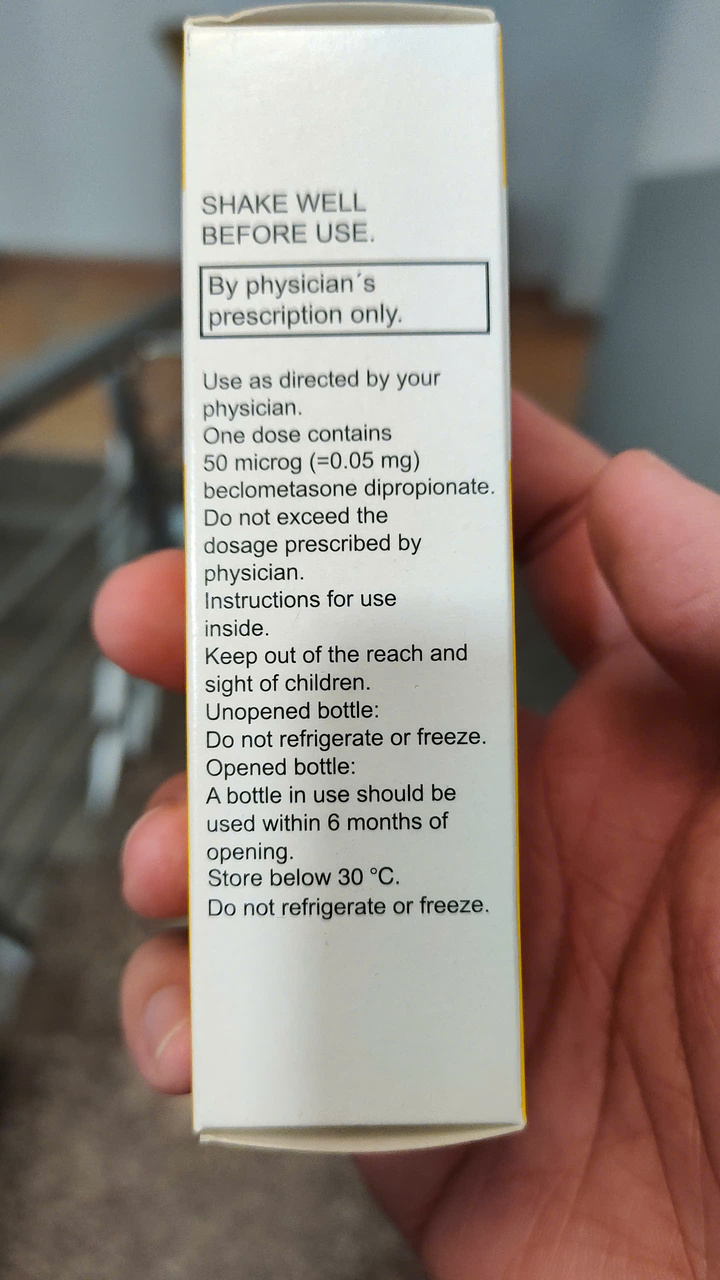 SHAKE WELL
BEFORE USE.
By physician´s
prescription only.
Use as directed by your
physician.
One dose contains
50 microg (=0.05 mg)
beclometasone dipropionate.
Do not exceed the
dosage prescribed by
physician.
Instructions for use
inside.
Keep out of the reach and
sight of children.
Unopened bottle:
Do not refrigerate or freeze.
Opened bottle:
A bottle in use should be
used within 6 months of
opening.
Store below 30 °C.
Do not refrigerate or freeze.